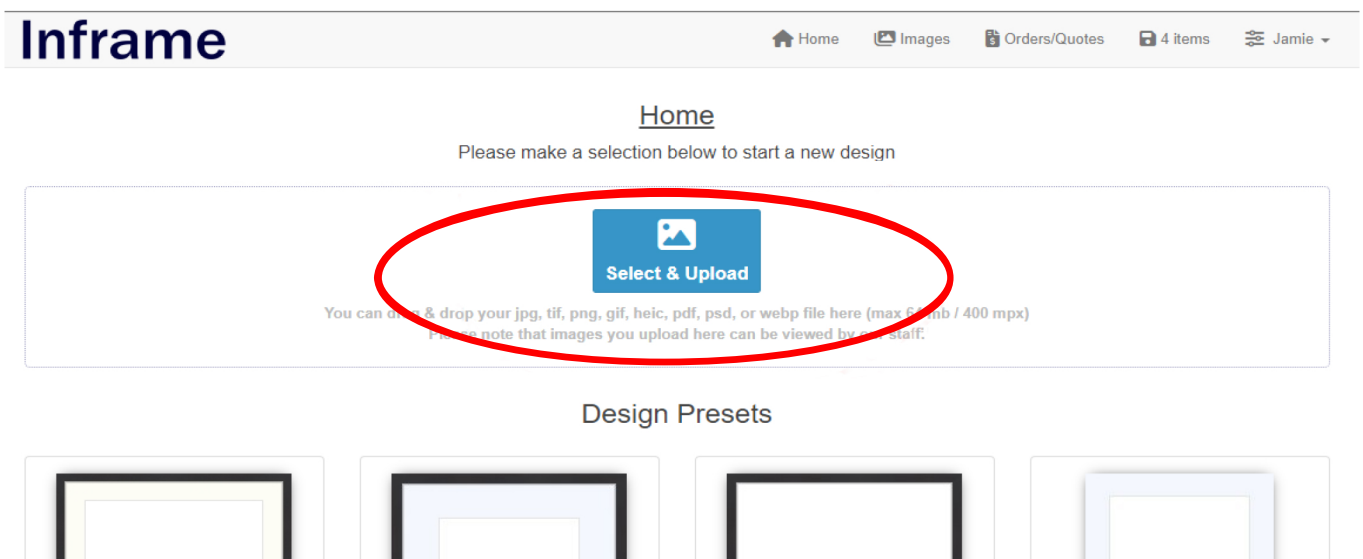 Inframe
Home
Images
Orders/Quotes
4 items
Jamie
Home
Please make a selection below to start a new design
Select & Upload
You can drag & drop your jpg, tif, png, gif, heic, pdf, psd, or webp file here (max 64 mb / 400 mpx)
Please note that images you upload here can be viewed by our staff.
Design Presets